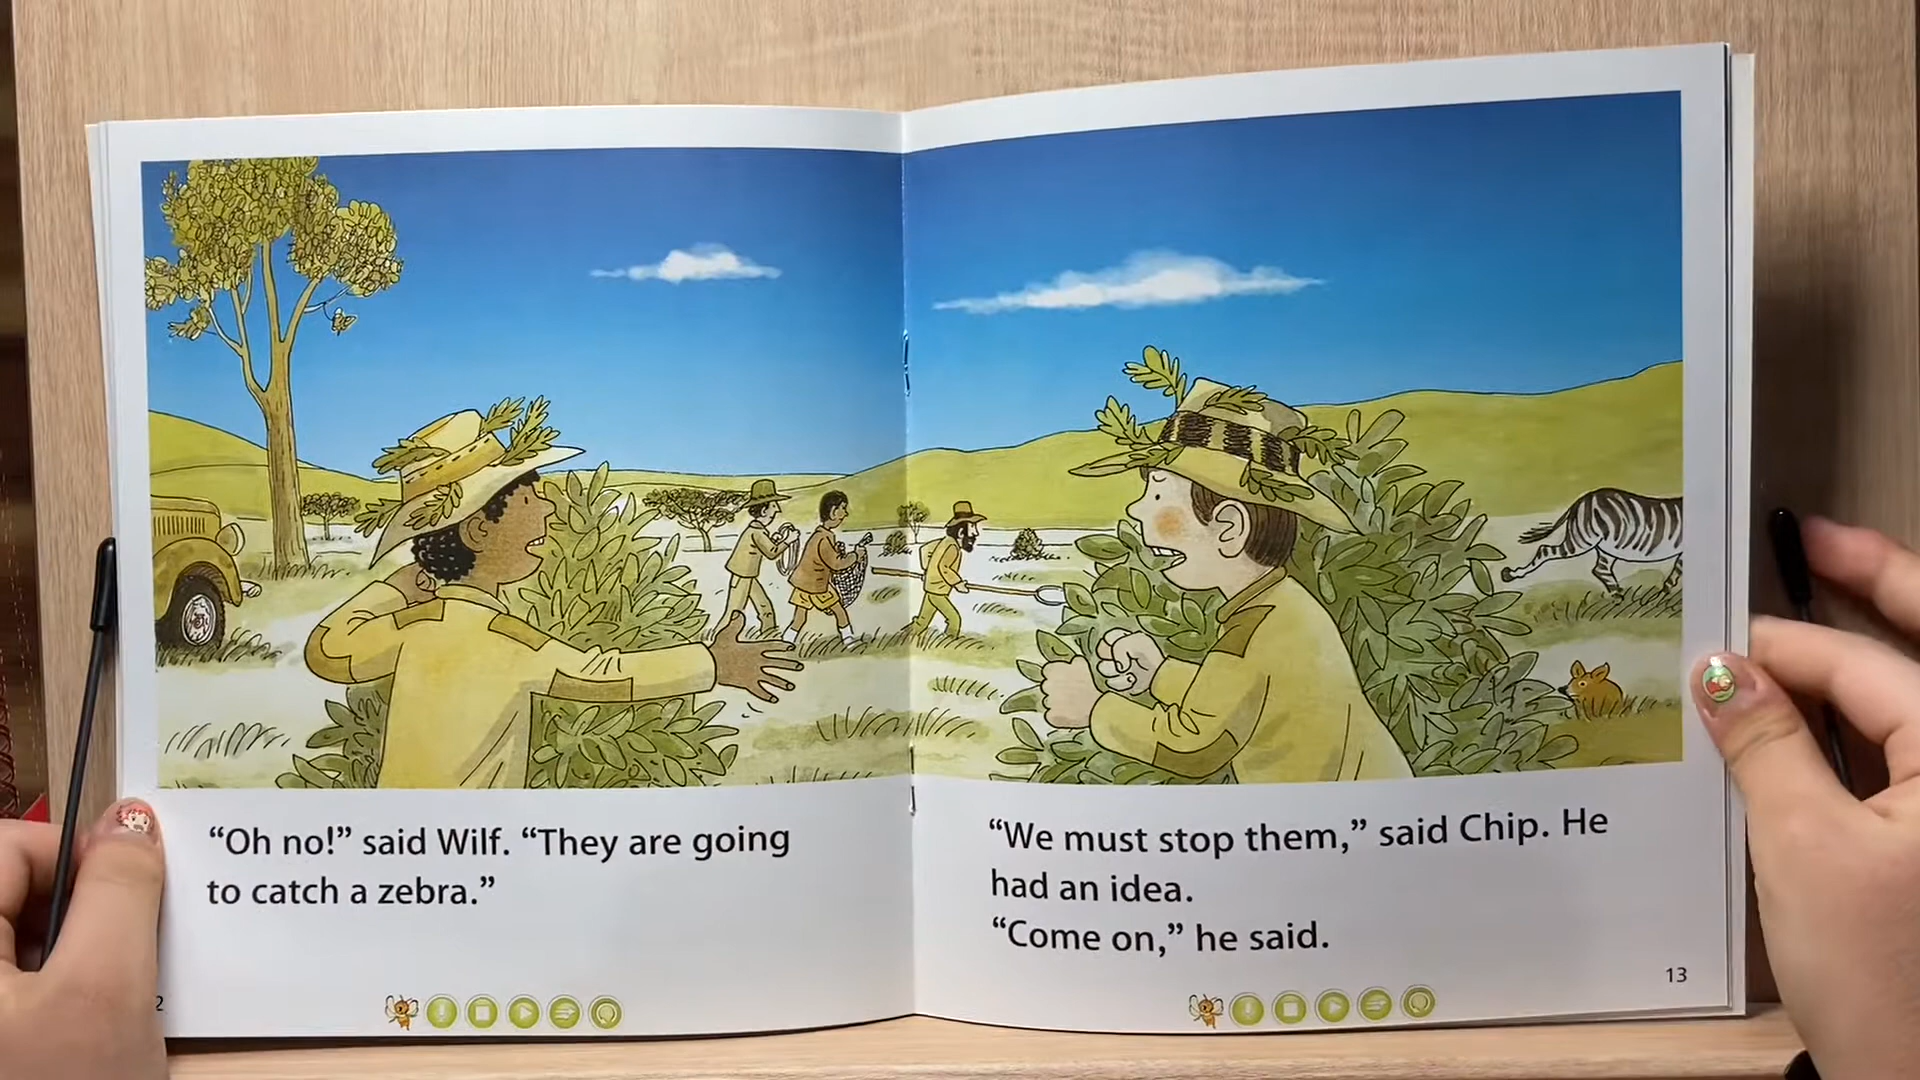 “Oh no!” said Wilf. “They are going
to catch a zebra.”
2
“We must stop them,” said Chip. He
had an idea.
“Come on,” he said.
13